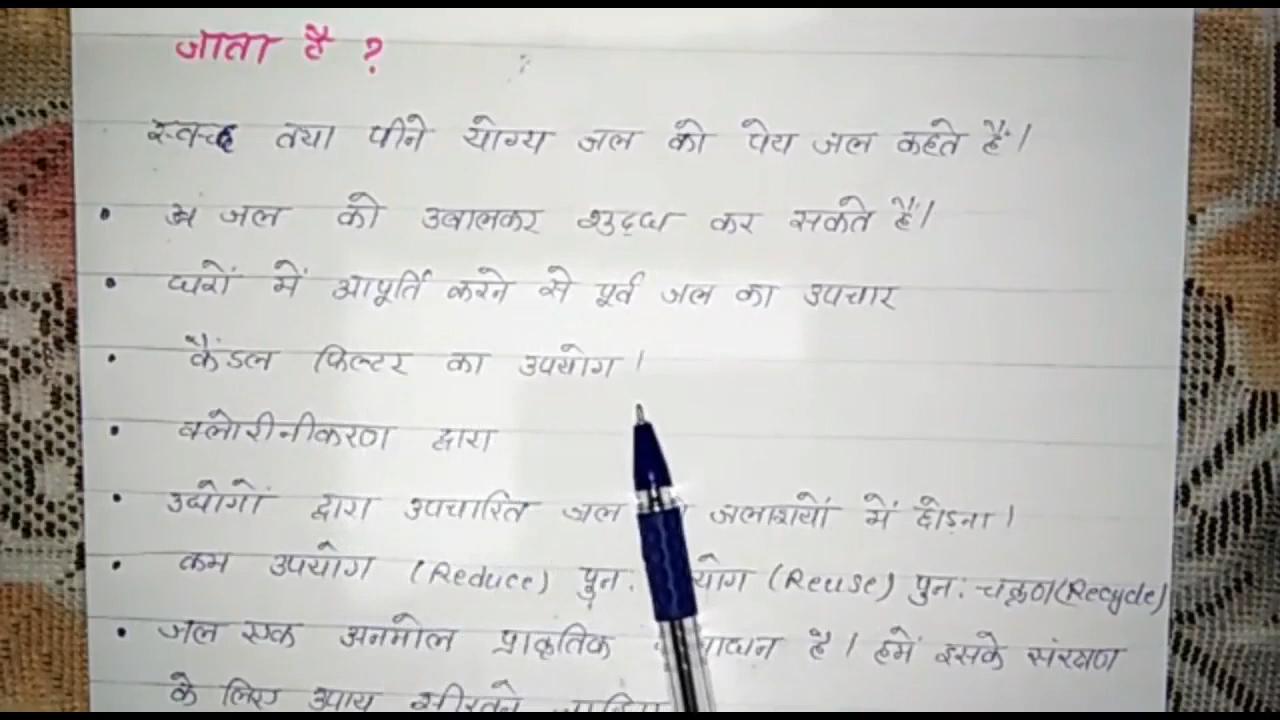 जाता है ?
स्वच्छ तथा पीने योग्य जल को पेय जल कहते हैं।
जल को उबालकर शुद्ध कर सकते हैं।
घरों में आपूर्ति करने से पूर्व जल का उपचार
कैंडल फिल्टर का उपयोग।
क्लोरीनीकरण द्वारा
उद्योगों द्वारा उपचारित जल जलाशयों में छोड़ना।
कम उपयोग (Reduce) पुन: (Reuse) पुन: चक्रण (Recycle)
जल एक अनमोल प्राकृतिक है। हमें इसके संरक्षण
के लिए उपाय